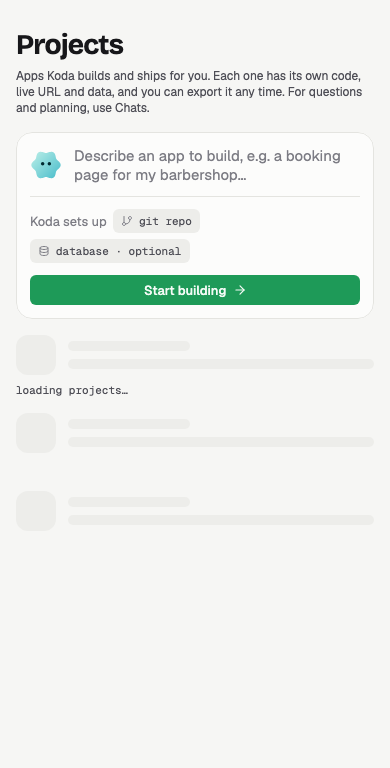 Projects
Apps Koda builds and ships for you. Each one has its own code,
live URL and data, and you can export it any time. For questions
and planning, use Chats.
Describe an app to build, e.g. a booking
page for my barbershop…
Koda sets up
git repo
database · optional
Start building →
loading projects…